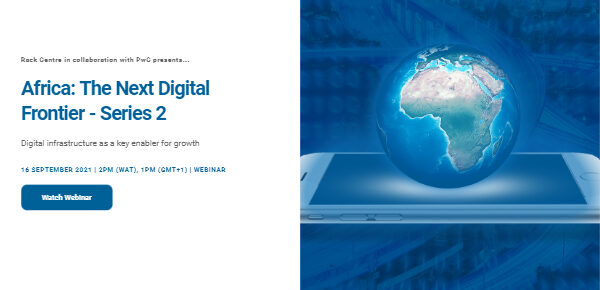 Rack Centre in collaboration with PwC presents...
Africa: The Next Digital
Frontier - Series 2
Digital infrastructure as a key enabler for growth
16 SEPTEMBER 2021 | 2PM (WAT), 1PM (GMT+1) | WEBINAR
Watch Webinar